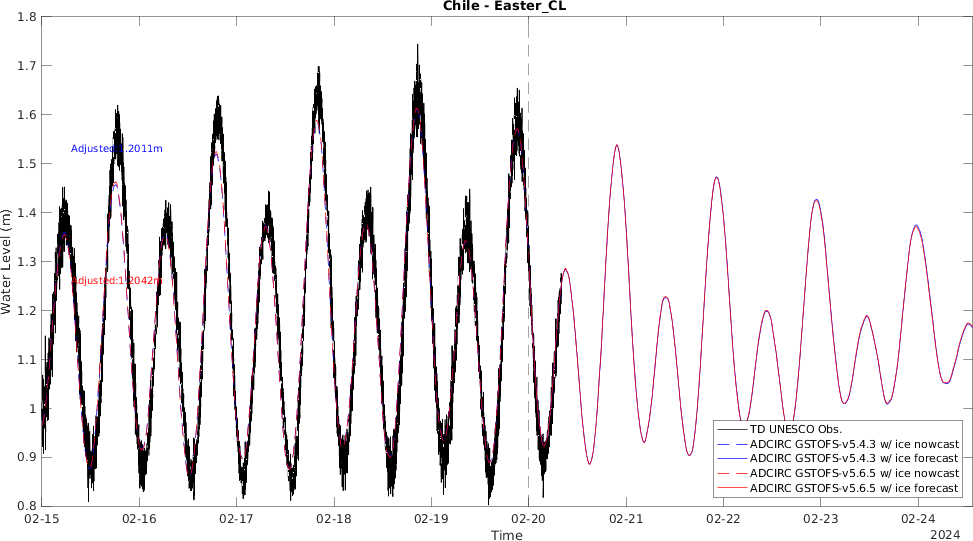 Chile - Easter_CL
1.8
1.7
1.6
1.5
1.4
1.3
1.2
1.1
1
0.9
0.8
Water Level (m)
Adjusted:1.2011m
Adjusted:1.2042m
TD UNESCO Obs.
ADCIRC GSTOFS-v5.4.3 w/ ice nowcast
ADCIRC GSTOFS-v5.4.3 w/ ice forecast
ADCIRC GSTOFS-v5.6.5 w/ ice nowcast
ADCIRC GSTOFS-v5.6.5 w/ ice forecast
02-15 02-16 02-17 02-18 02-19 02-20 02-21 02-22 02-23 02-24
Time
2024